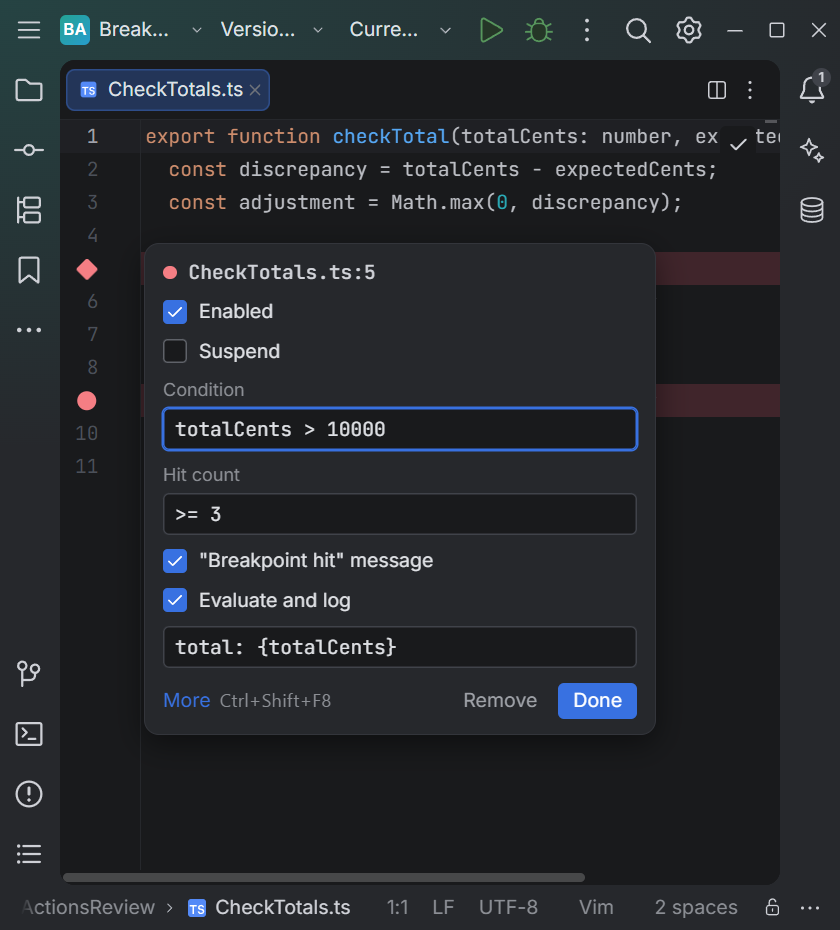 BA Break... Versio... Curre...
TS CheckTotals.ts
1
1 export function checkTotal(totalCents: number, ex
2 const discrepancy = totalCents - expectedCents;
3 const adjustment = Math.max(0, discrepancy);
4
CheckTotals.ts:5
6
Enabled
7
Suspend
8
Condition
totalCents > 10000
10
11
Hit count
>= 3
"Breakpoint hit" message
Evaluate and log
total: {totalCents}
More Ctrl+Shift+F8 Remove Done
ActionsReview › TS CheckTotals.ts 1:1 LF UTF-8 Vim 2 spaces